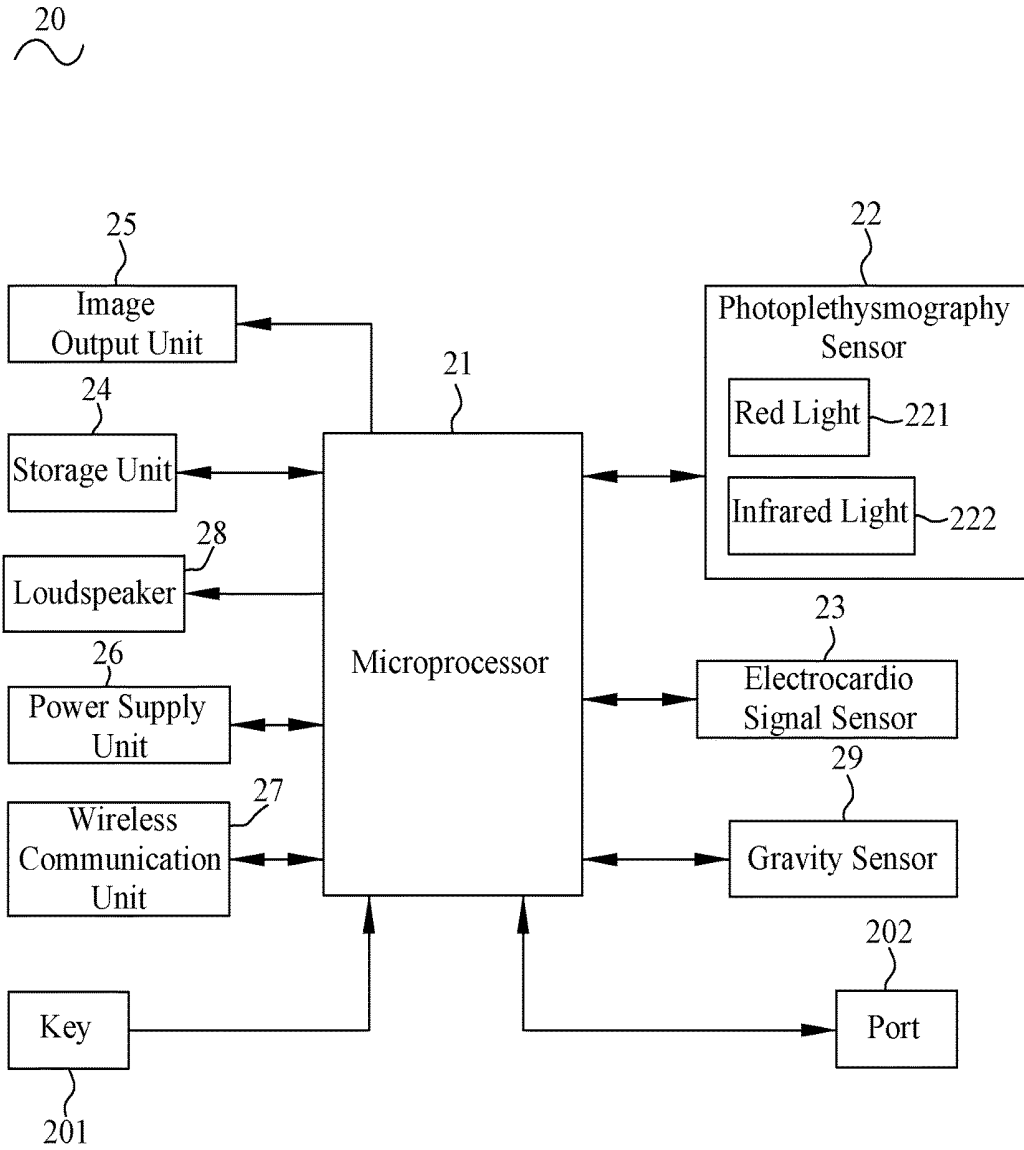 20
25
Image
Output Unit
24
Storage Unit
28
Loudspeaker
26
Power Supply
Unit
27
Wireless
Communication
Unit
Key
201
21
Microprocessor
22
Photoplethysmography
Sensor
Red Light
221
Infrared Light
222
23
Electrocardio
Signal Sensor
29
Gravity Sensor
202
Port